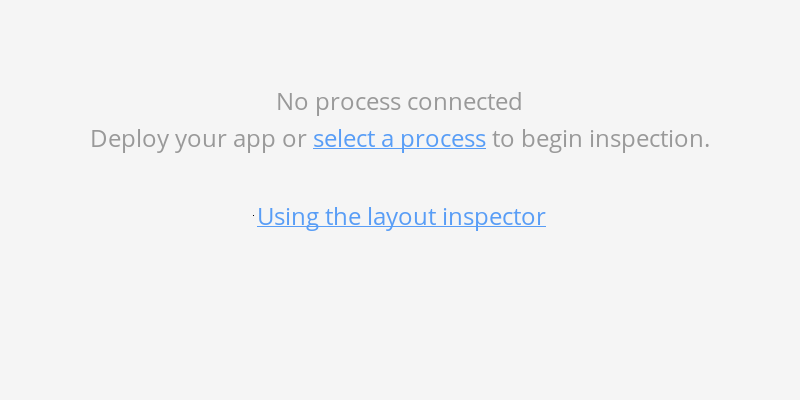 No process connected
Deploy your app or select a process to begin inspection.
Using the layout inspector